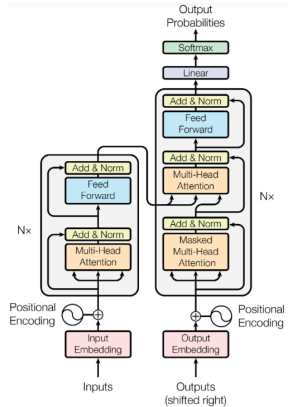 Output
Probabilities
Softmax
Linear
Add & Norm
Feed
Forward
Add & Norm
Multi-Head
Attention
Add & Norm
Masked
Multi-Head
Attention
Nx
Add & Norm
Feed
Forward
Add & Norm
Multi-Head
Attention
Nx
Positional
Encoding
Positional
Encoding
Input
Embedding
Output
Embedding
Inputs
Outputs
(shifted right)